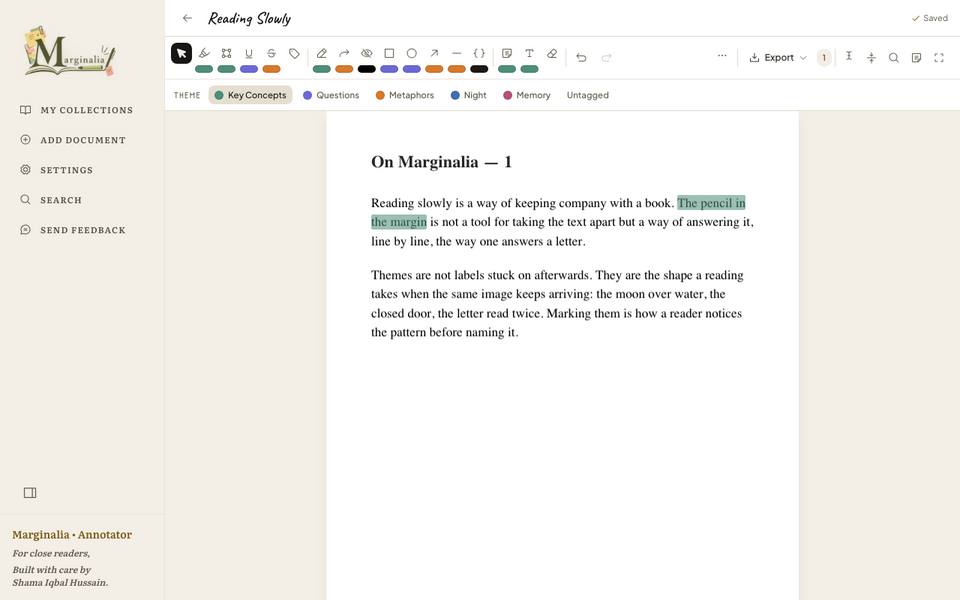 Marginalia
MY COLLECTIONS
ADD DOCUMENT
SETTINGS
SEARCH
SEND FEEDBACK
Marginalia • Annotator
For close readers,
Built with care by
Shama Iqbal Hussain.
Reading Slowly
Saved
Export
1
THEME
Key Concepts
Questions
Metaphors
Night
Memory
Untagged
On Marginalia — 1
Reading slowly is a way of keeping company with a book. The pencil in
the margin is not a tool for taking the text apart but a way of answering it,
line by line, the way one answers a letter.
Themes are not labels stuck on afterwards. They are the shape a reading
takes when the same image keeps arriving: the moon over water, the
closed door, the letter read twice. Marking them is how a reader notices
the pattern before naming it.